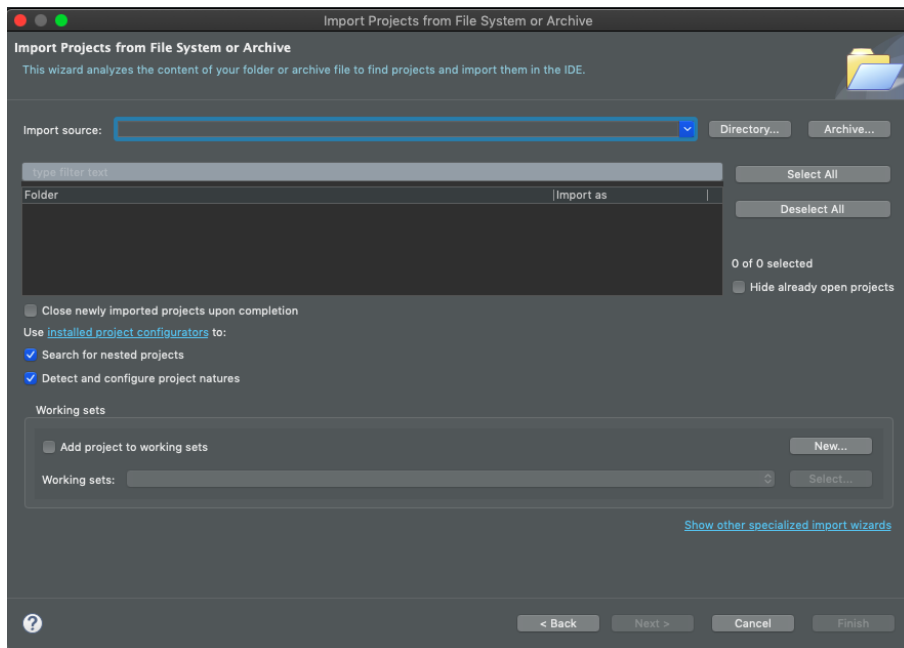 Import Projects from File System or Archive
Import Projects from File System or Archive
This wizard analyzes the content of your folder or archive file to find projects and import them in the IDE.
Import source: Directory... Archive...
type filter text Select All
Folder Import as
Deselect All
0 of 0 selected
Hide already open projects
Close newly imported projects upon completion
Use installed project configurators to:
Search for nested projects
Detect and configure project natures
Working sets
Add project to working sets New...
Working sets: Select...
Show other specialized import wizards
? < Back Next > Cancel Finish